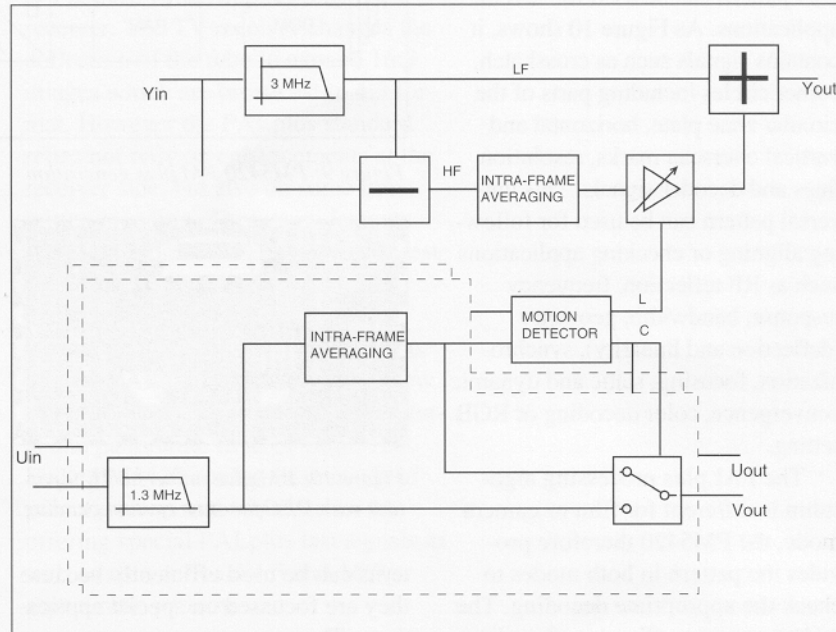 3 MHz
LF
Yin
Yout
HF
INTRA-FRAME
AVERAGING
INTRA-FRAME
AVERAGING
MOTION
DETECTOR
L
C
Uin
1.3 MHz
Vin
Uout
Vout